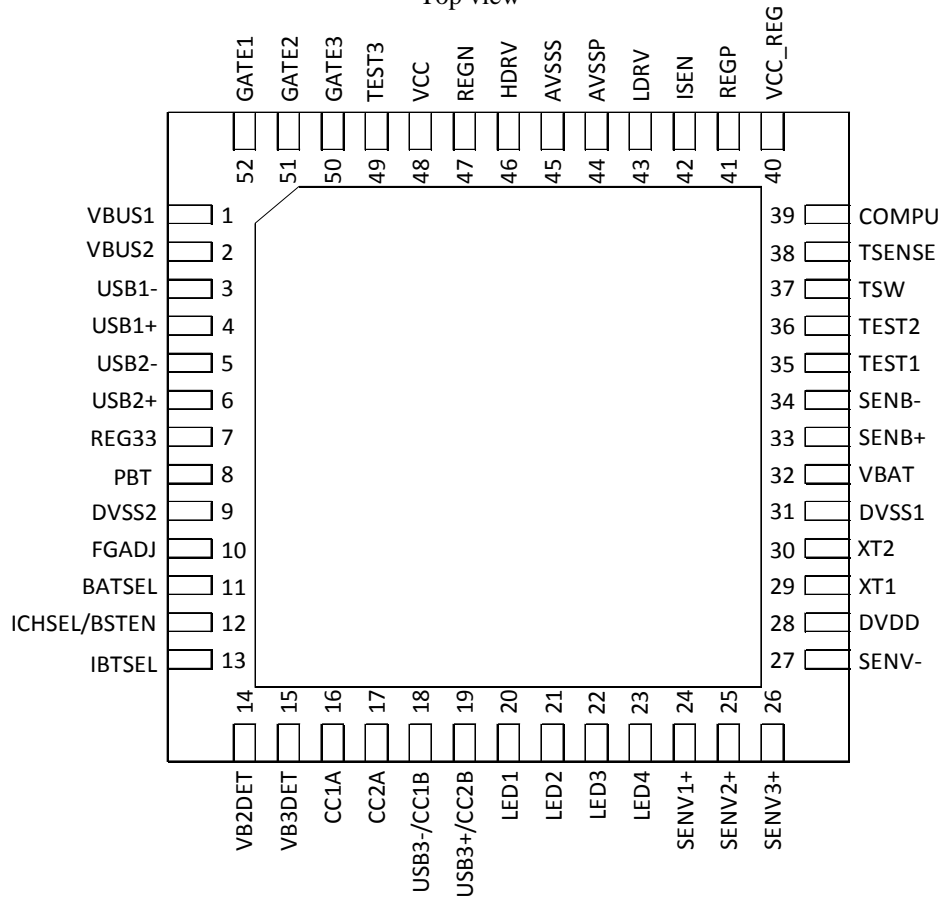 Top view
GATE1
GATE2
GATE3
TEST3
VCC
REGN
HDRV
AVSSS
AVSSP
LDRV
ISEN
REGP
VCC_REG
52
51
50
49
48
47
46
45
44
43
42
41
40
VBUS1 1
VBUS2 2
USB1- 3
USB1+ 4
USB2- 5
USB2+ 6
REG33 7
PBT 8
DVSS2 9
FGADJ 10
BATSEL 11
ICHSEL/BSTEN 12
IBTSEL 13
39 COMPU
38 TSENSE
37 TSW
36 TEST2
35 TEST1
34 SENB-
33 SENB+
32 VBAT
31 DVSS1
30 XT2
29 XT1
28 DVDD
27 SENV-
14
15
16
17
18
19
20
21
22
23
24
25
26
VB2DET
VB3DET
CC1A
CC2A
USB3-/CC1B
USB3+/CC2B
LED1
LED2
LED3
LED4
SENV1+
SENV2+
SENV3+